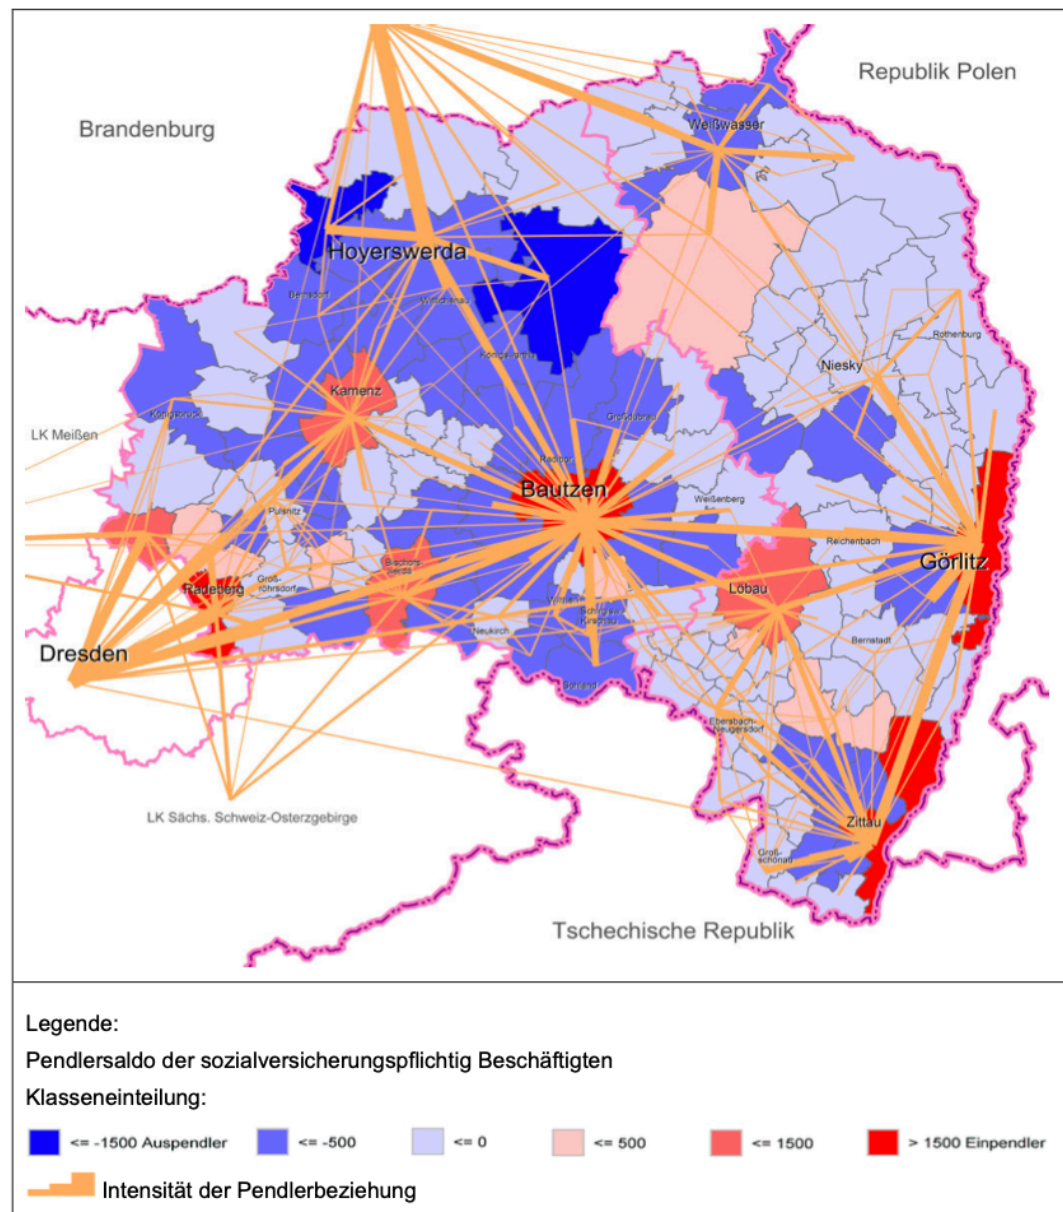 Republik Polen
Brandenburg
Weißwasser
Hoyerswerda
Bernsdorf
Wittichenau
Rothenburg
Königswartha
Niesky
Kamenz
Königsbrück
Großdubrau
LK Meißen
Radibor
Bautzen
Weißenberg
Pulsnitz
Reichenbach
Görlitz
Bischofs-
werda
Radeberg
Groß-
röhrsdorf
Löbau
Wilthen
Schirgiswalde-
Kirschau
Neukirch
Bernstadt
Dresden
Sohland
Ebersbach-
Neugersdorf
LK Sächs. Schweiz-Osterzgebirge
Zittau
Groß-
schönau
Tschechische Republik
Legende:
Pendlersaldo der sozialversicherungspflichtig Beschäftigten
Klasseneinteilung:
<= -1500 Auspendler <= -500 <= 0 <= 500 <= 1500 > 1500 Einpendler
Intensität der Pendlerbeziehung